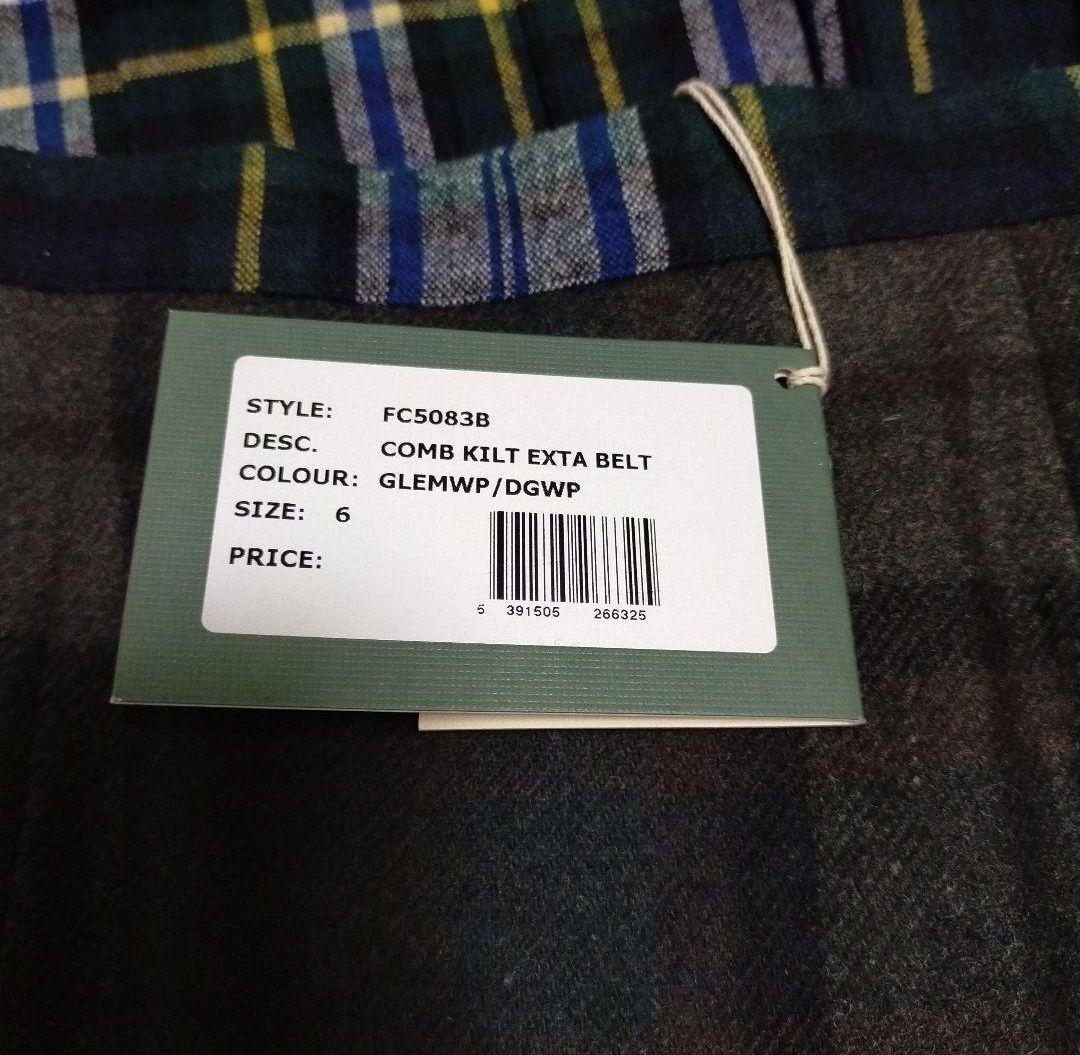 STYLE: FC5083B
DESC. COMB KILT EXTA BELT
COLOUR: GLEMWP/DGWP
SIZE: 6
PRICE:
5 391505 266325